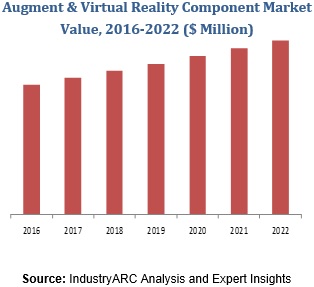 Augment & Virtual Reality Component Market
Value, 2016-2022 ($ Million)
2016 2017 2018 2019 2020 2021 2022
Source: IndustryARC Analysis and Expert Insights